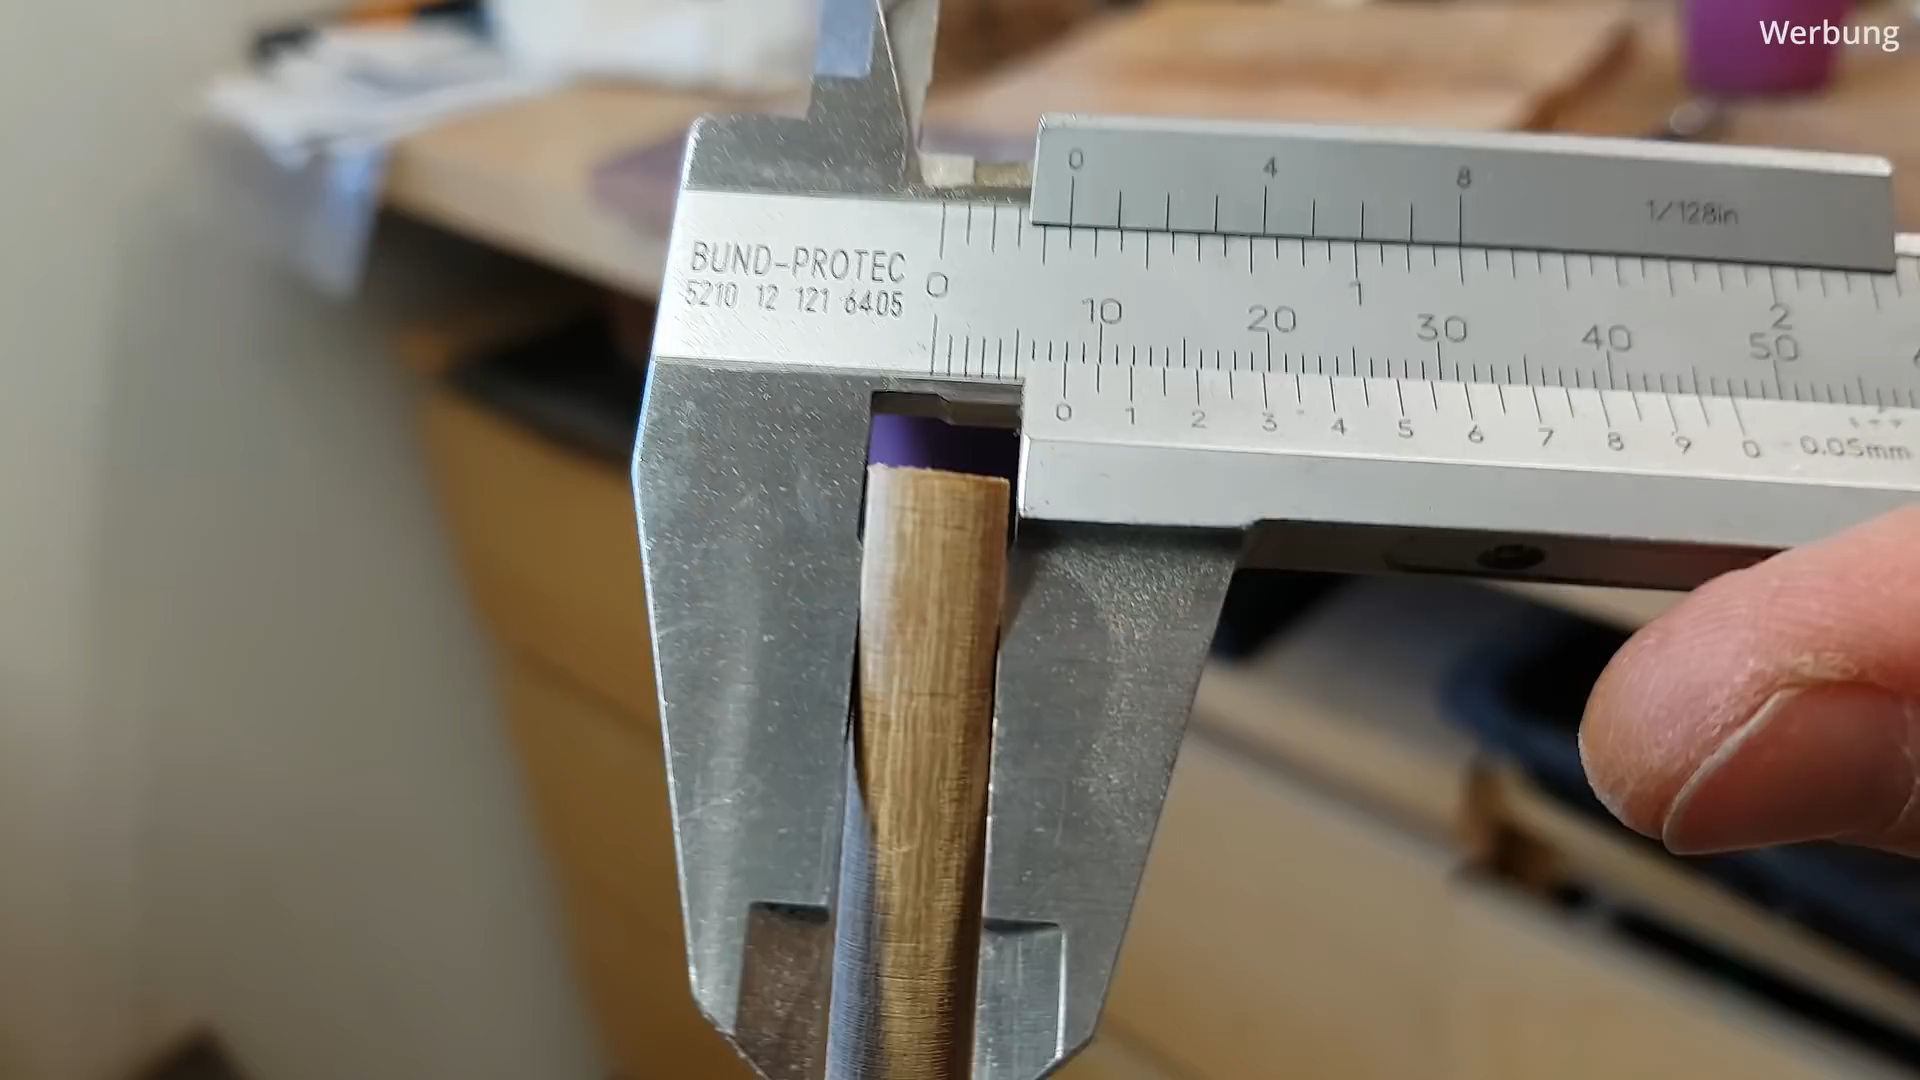 Werbung
0 4 8
1/128in
BUND-PROTEC
5210 12 121 6405
0 1 2
10 20 30 40 50
0 1 2 3 4 5 6 7 8 9 0 0.05mm